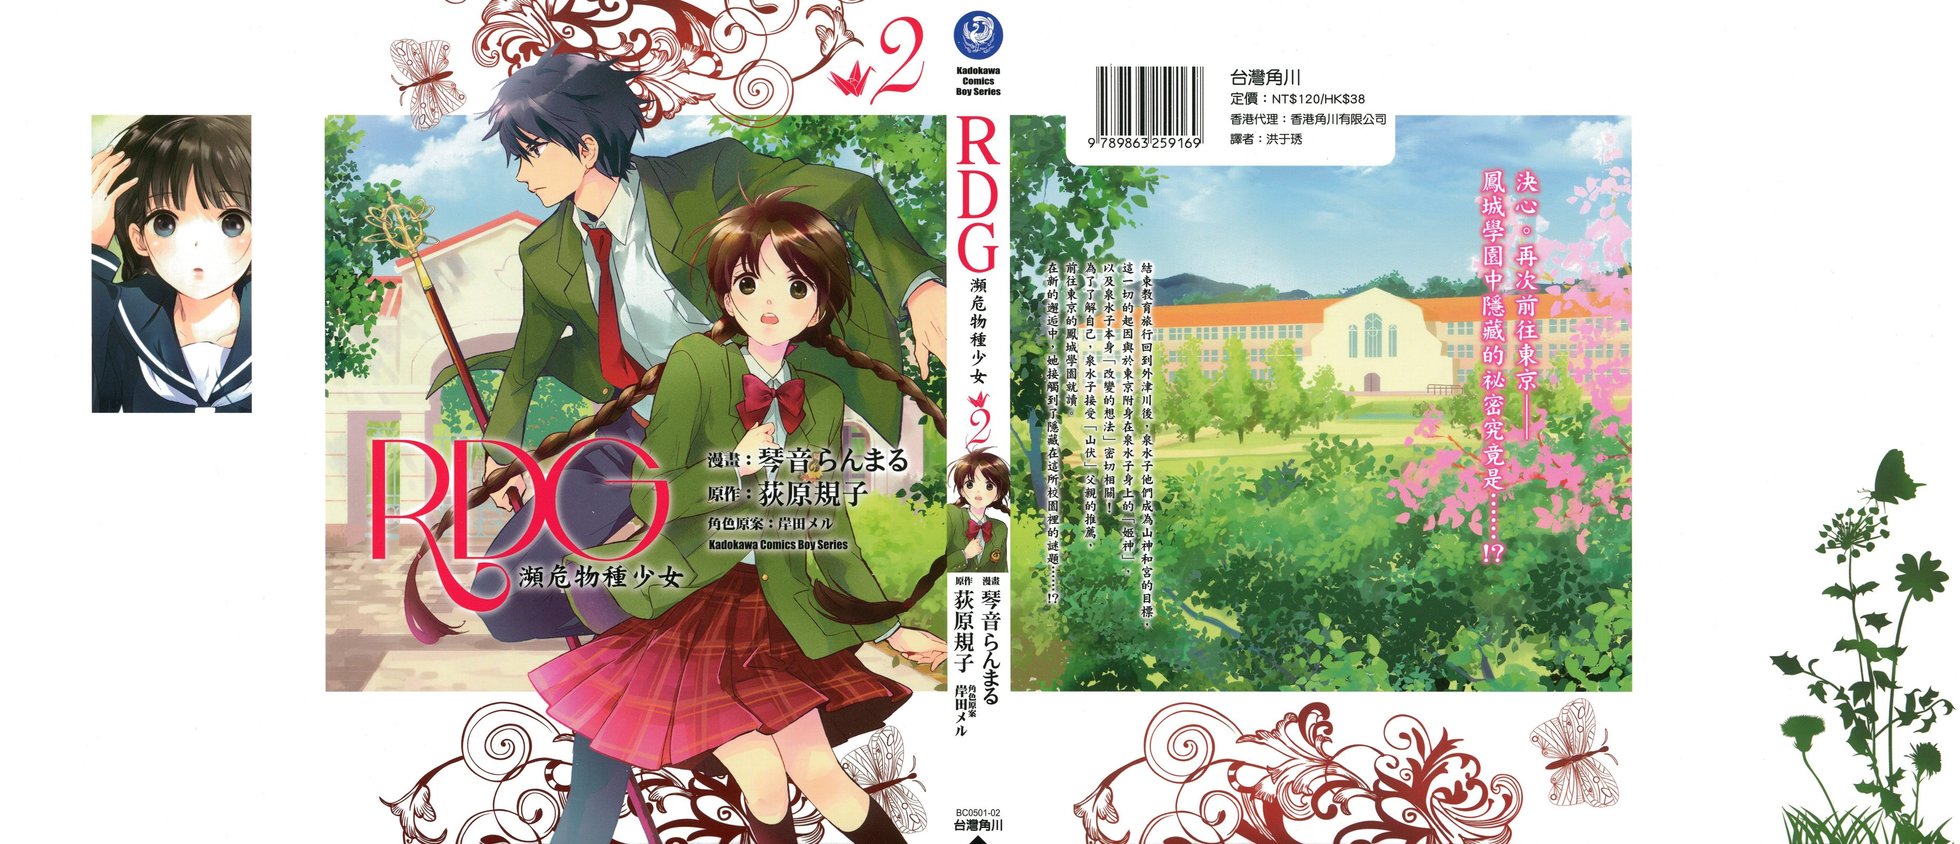 2
RDG
瀕危物種少女
漫畫：琴音らんまる
原作：荻原規子
角色原案：岸田メル
Kadokawa Comics Boy Series
Kadokawa
Comics
Boy Series
RDG
瀕危物種少女
2
漫畫
琴音らんまる
原作
荻原規子
角色原案
岸田メル
BC0501-02
台灣角川
9 789863 259169
台灣角川
定價：NT$120/HK$38
香港代理：香港角川有限公司
譯者：洪于琇
決心。再次前往東京——
鳳城學園中隱藏的祕密究竟是……!?
結束教育旅行回到外津川後，泉水子他們成為山神和宮的目標，
這一切的起因與於東京附身在泉水子身上的「姬神」，
以及泉水子本身「改變的想法」密切相關！
為了了解自己，泉水子接受「山伏」父親的推薦，
前往東京的鳳城學園就讀。
在新的邂逅中，她接觸到了隱藏在這所校園裡的謎題……!?